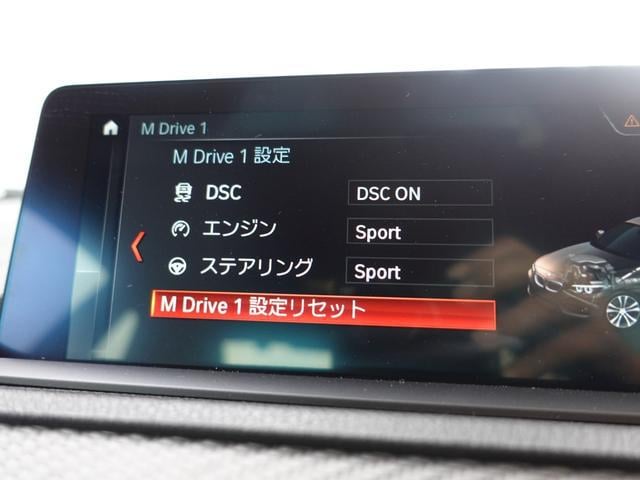 M Drive 1
M Drive 1 設定
DSC DSC ON
エンジン Sport
ステアリング Sport
M Drive 1 設定リセット